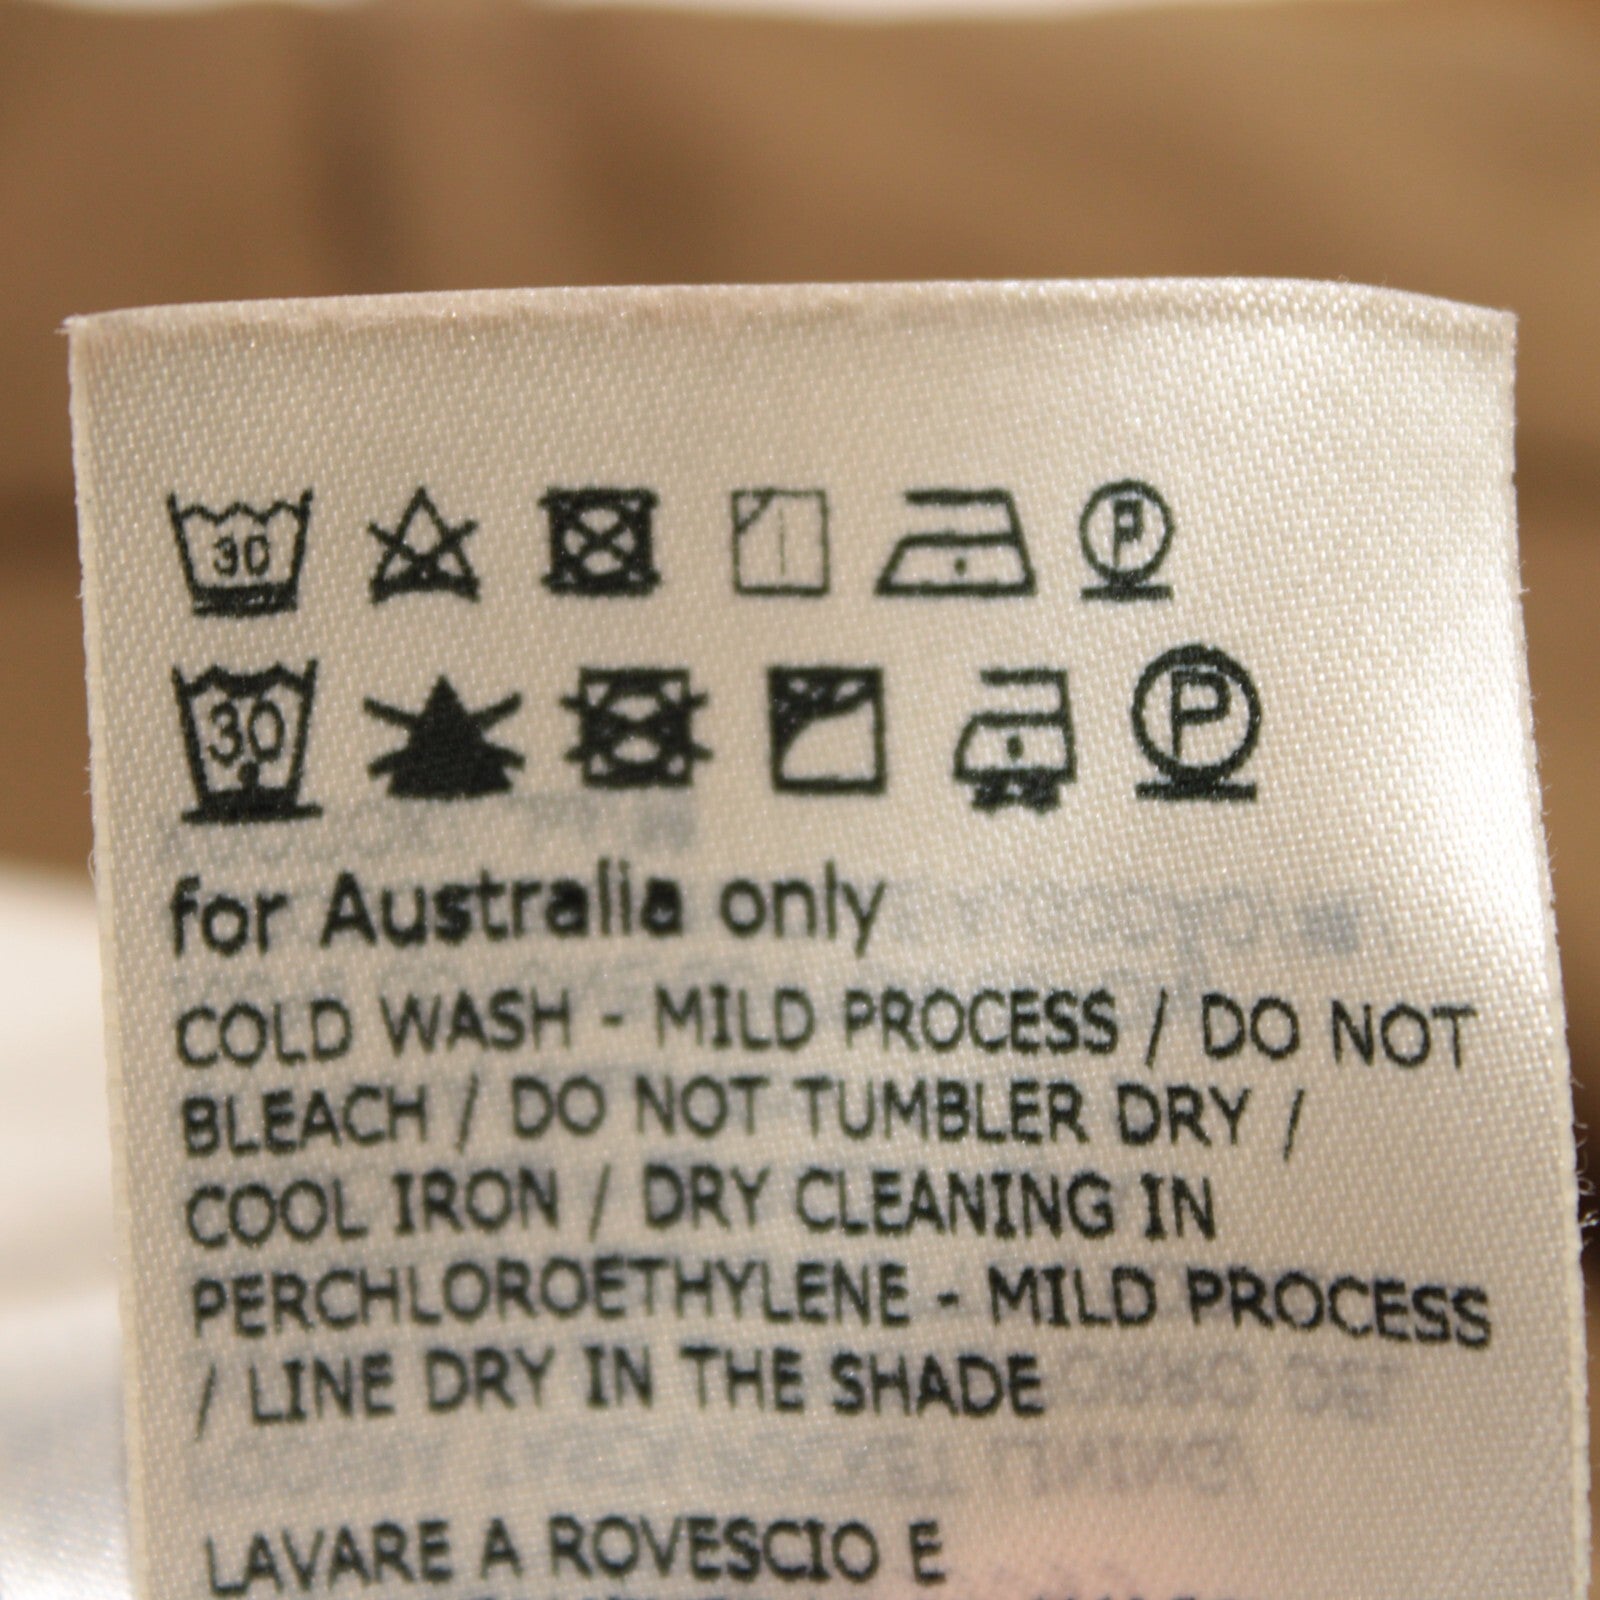 30 P
30 P
for Australia only
COLD WASH - MILD PROCESS / DO NOT
BLEACH / DO NOT TUMBLER DRY /
COOL IRON / DRY CLEANING IN
PERCHLOROETHYLENE - MILD PROCESS
/ LINE DRY IN THE SHADE
LAVARE A ROVESCIO E